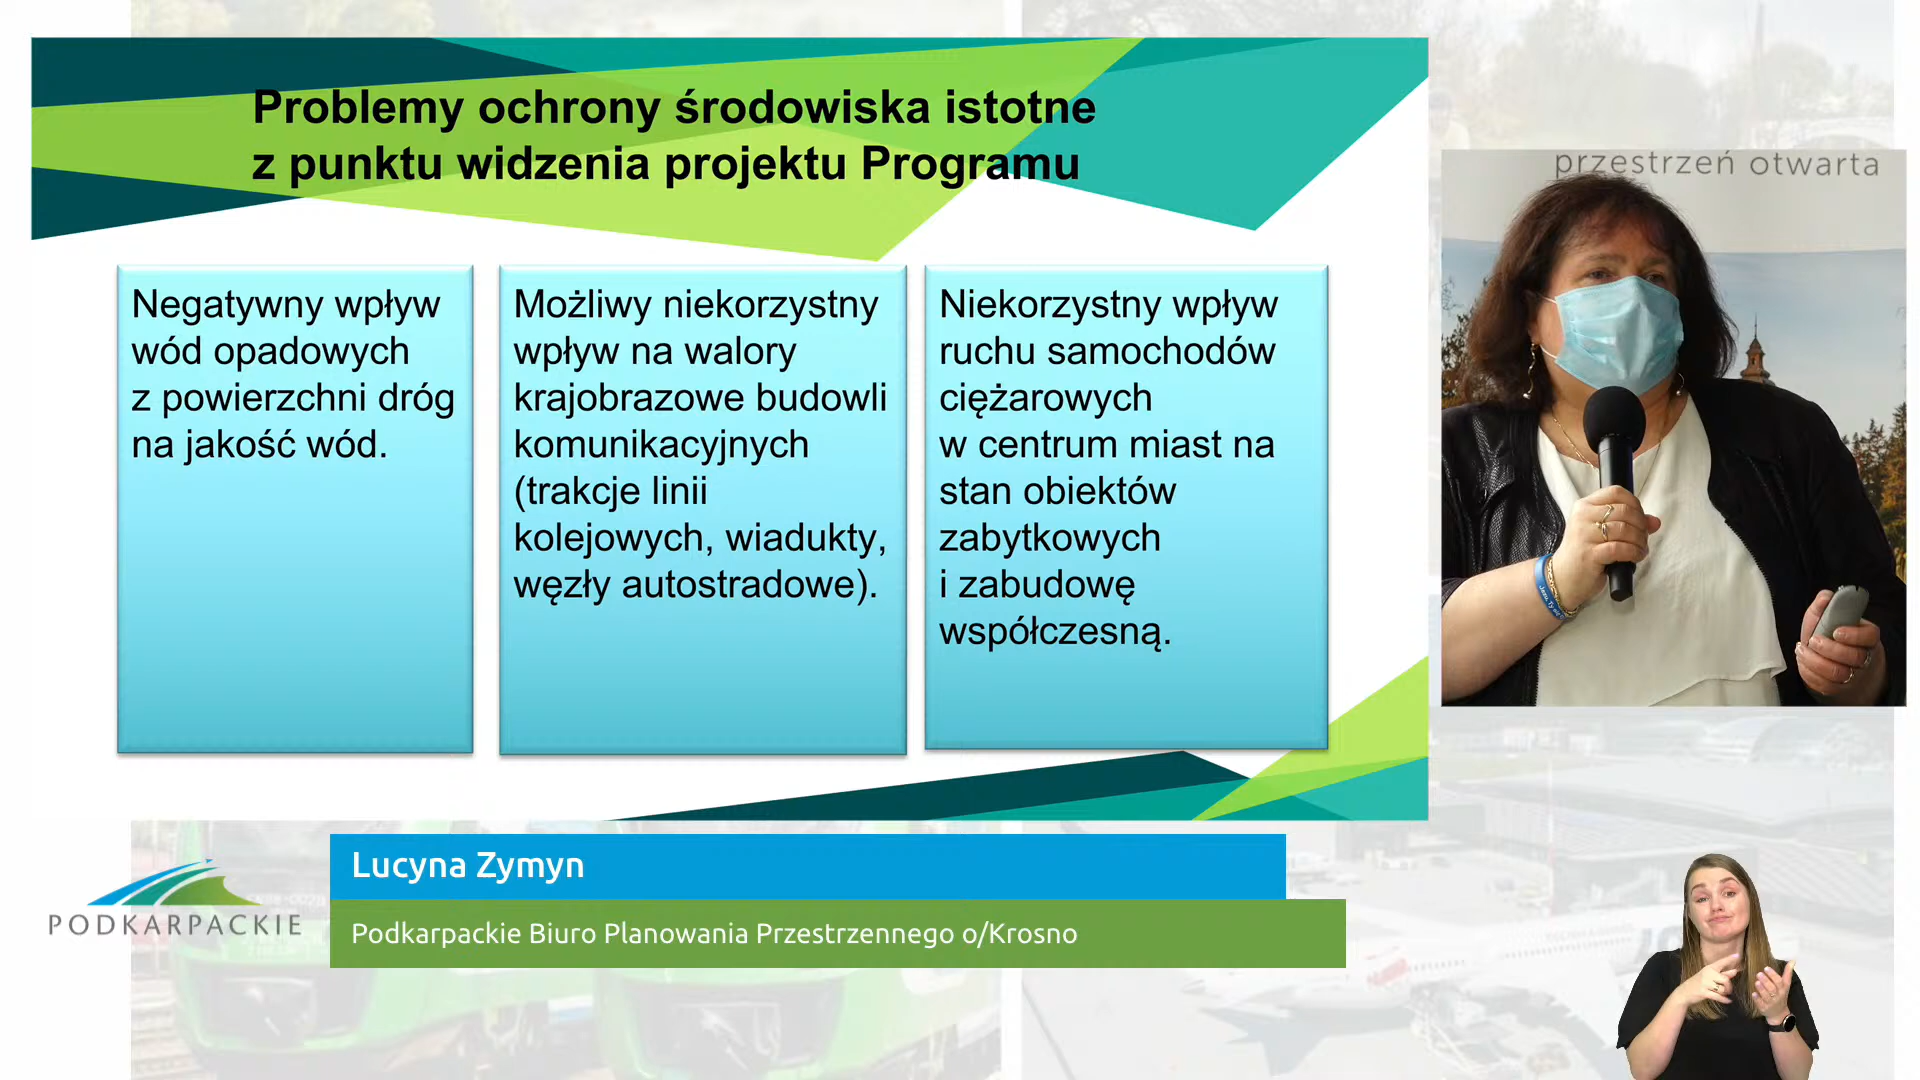 Problemy ochrony środowiska istotne
z punktu widzenia projektu Programu
Negatywny wpływ
wód opadowych
z powierzchni dróg
na jakość wód.
Możliwy niekorzystny
wpływ na walory
krajobrazowe budowli
komunikacyjnych
(trakcje linii
kolejowych, wiadukty,
węzły autostradowe).
Niekorzystny wpływ
ruchu samochodów
ciężarowych
w centrum miast na
stan obiektów
zabytkowych
i zabudowę
współczesną.
przestrzeń otwarta
Lucyna Zymyn
Podkarpackie Biuro Planowania Przestrzennego o/Krosno
PODKARPACKIE